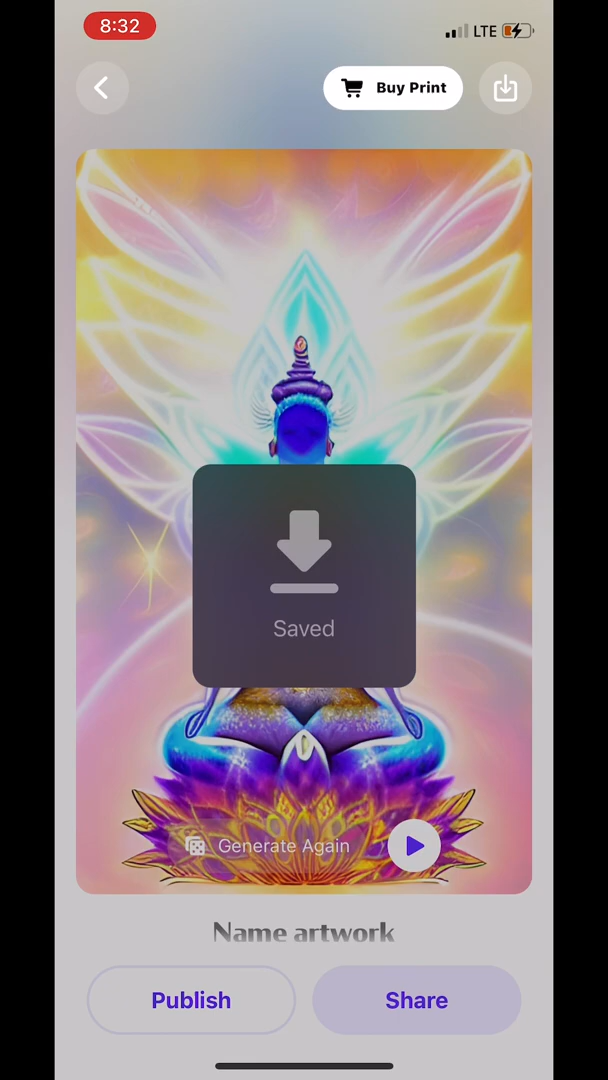 8:32
LTE
Buy Print
Saved
Generate Again
Name artwork
Publish
Share